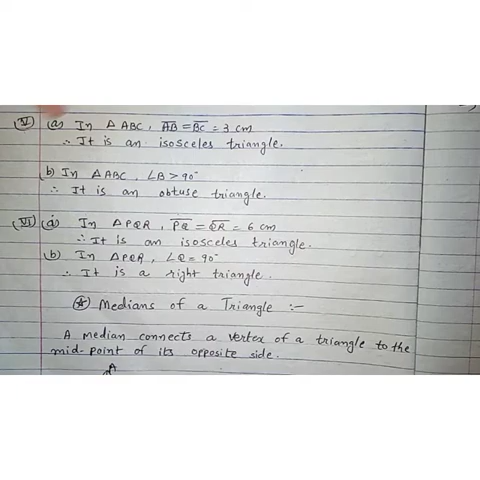 (V) (a) In △ ABC, AB = BC = 3 cm
∴ It is an isosceles triangle.
(b) In △ABC, ∠B > 90°
∴ It is an obtuse triangle.
(VI) (a) In △PQR, PQ = QR = 6 cm
∴ It is an isosceles triangle.
(b) In △PQR, ∠Q = 90°
∴ It is a right triangle.
Medians of a Triangle :-
A median connects a vertex of a triangle to the
mid-point of its opposite side.
A